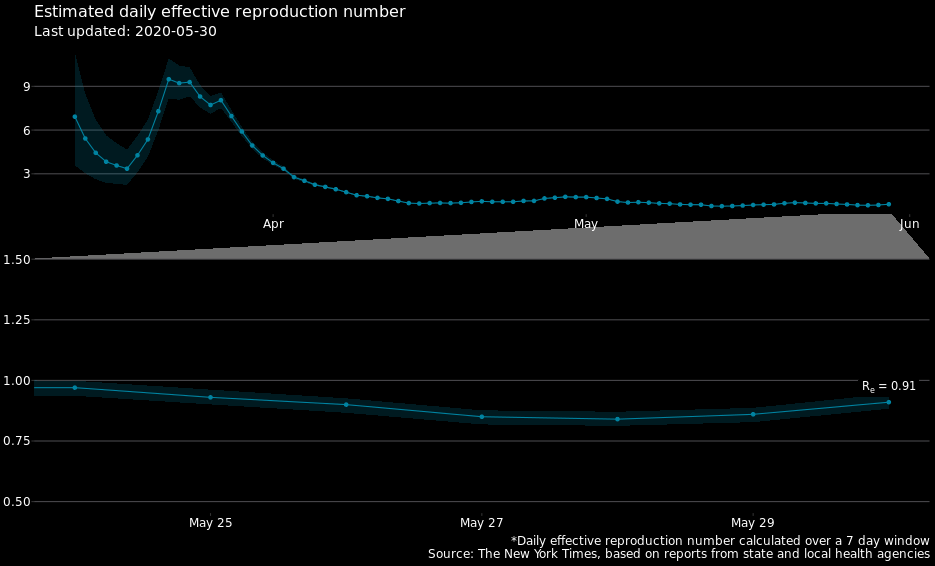 Estimated daily effective reproduction number
Last updated: 2020-05-30
9
6
3
Apr May Jun
1.50
1.25
1.00
Re = 0.91
0.75
0.50
May 25 May 27 May 29
*Daily effective reproduction number calculated over a 7 day window
Source: The New York Times, based on reports from state and local health agencies